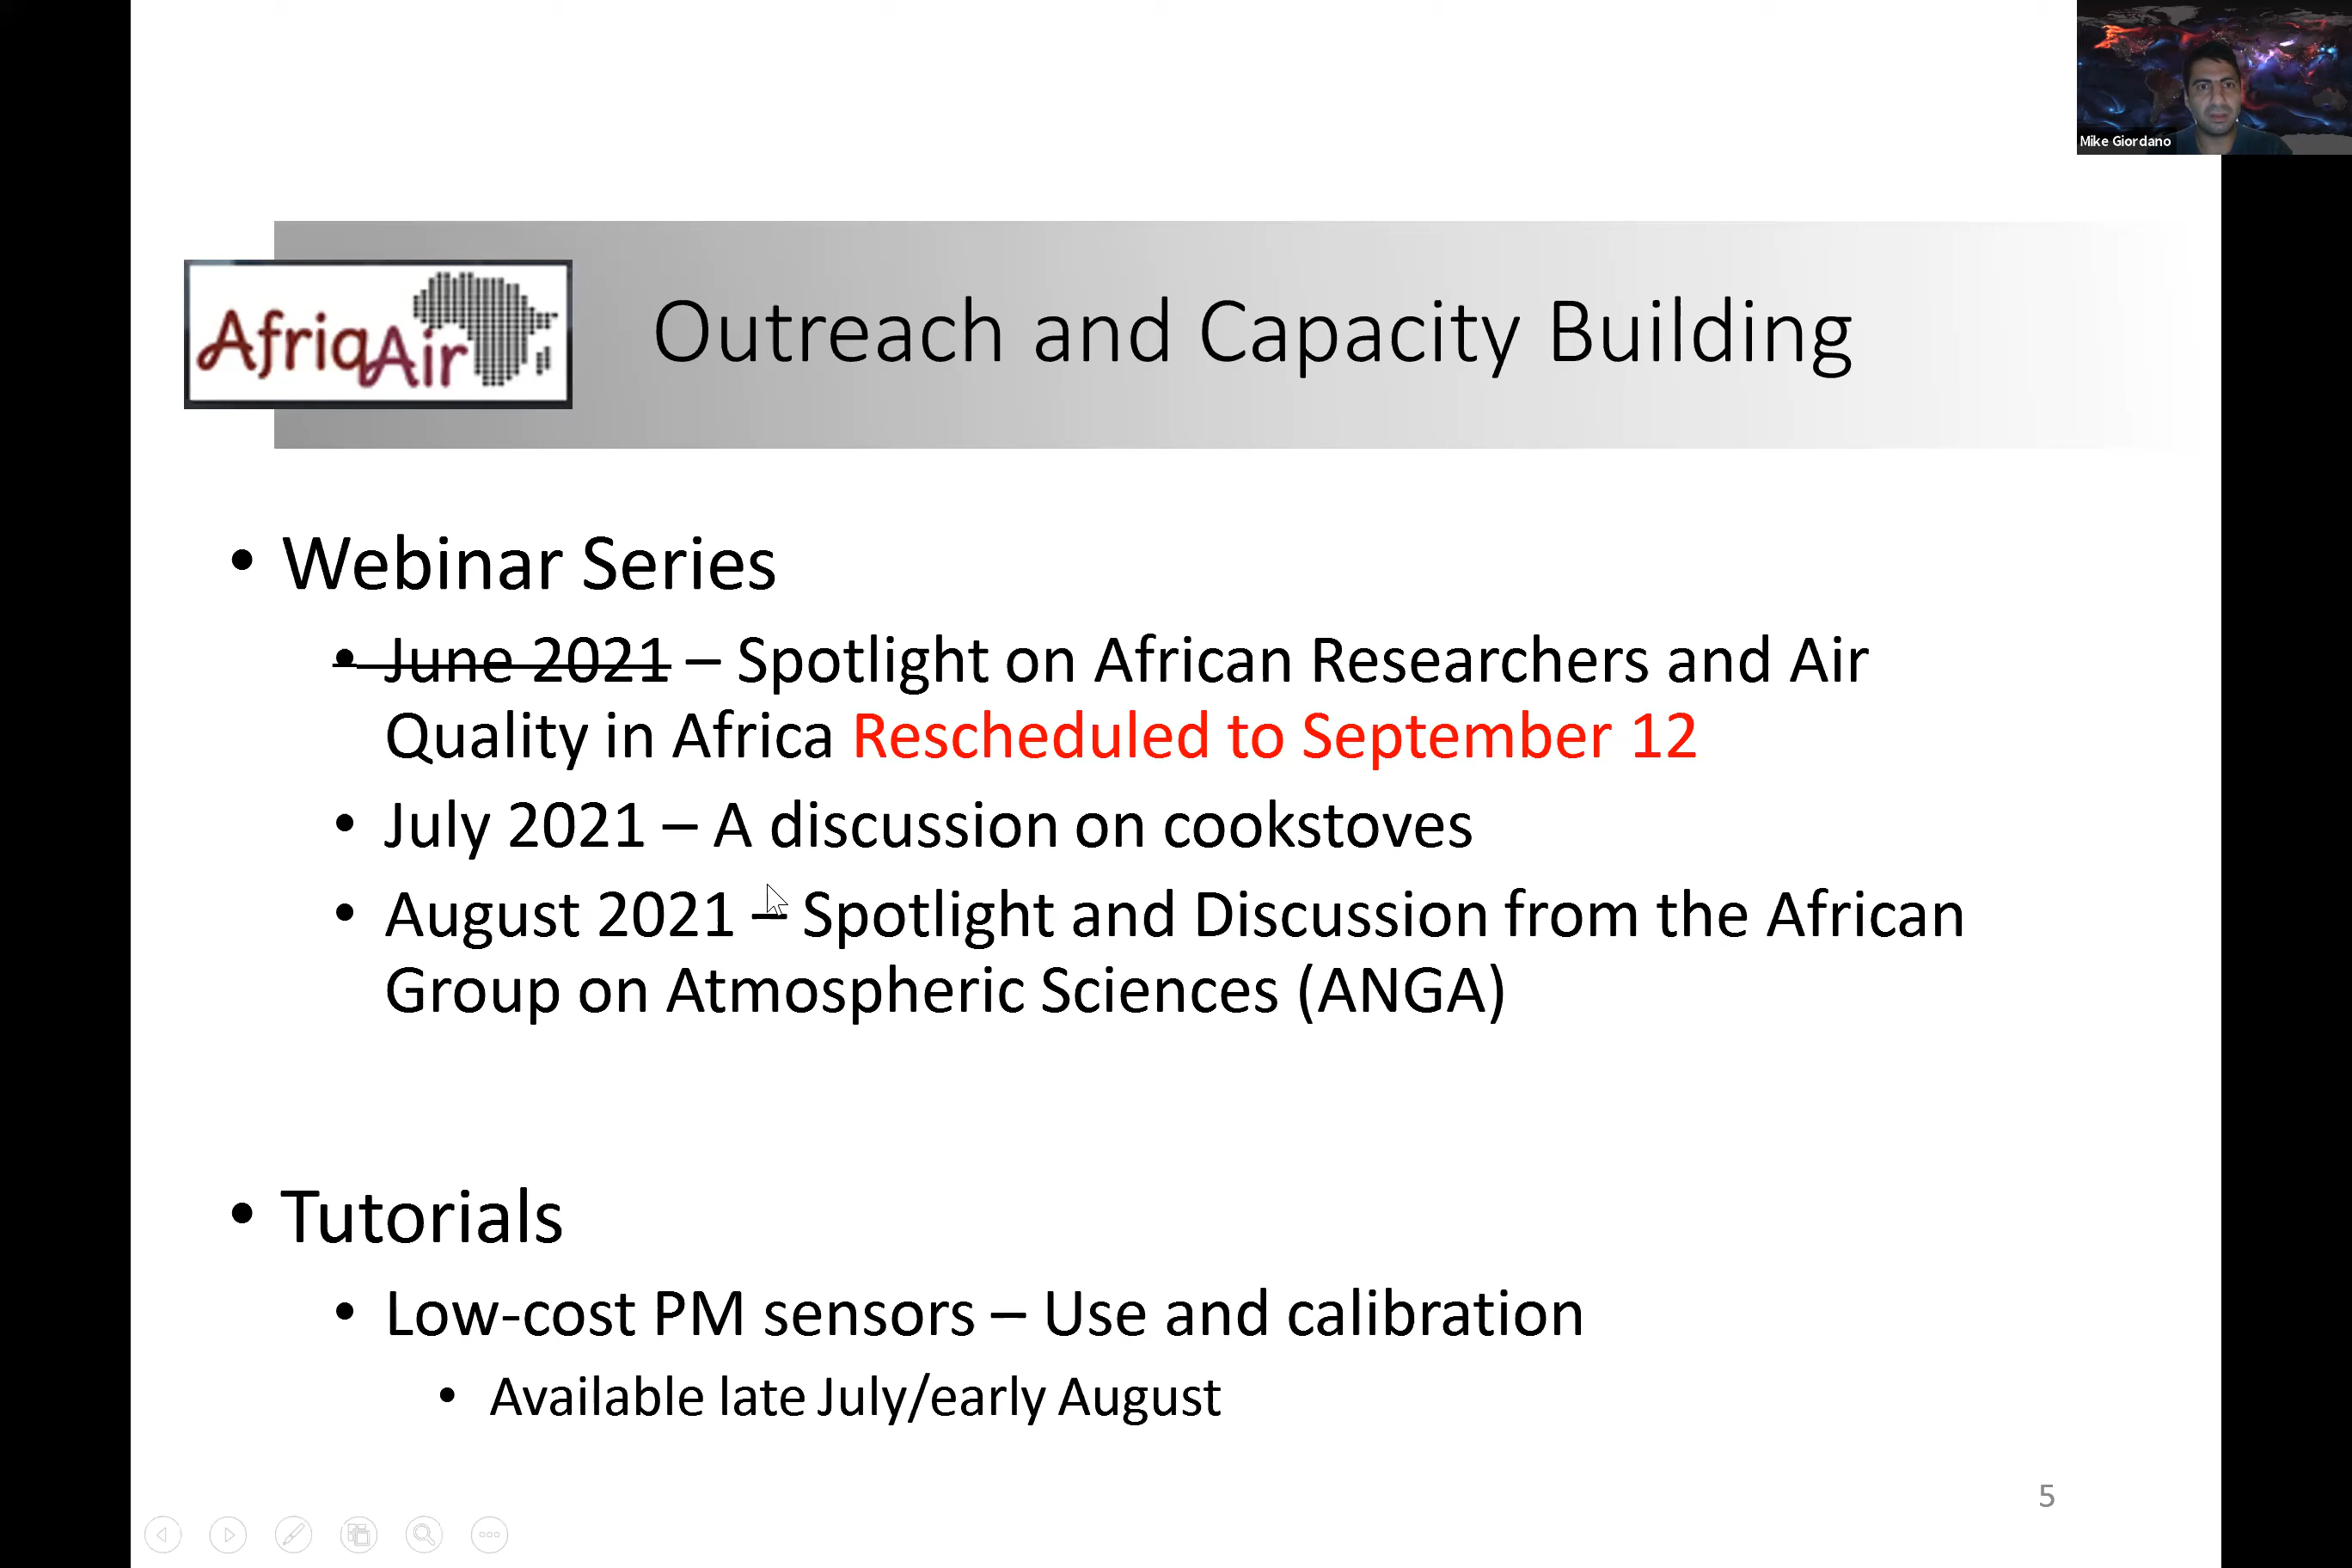 Mike Giordano
AfriqAir
Outreach and Capacity Building
• Webinar Series
• June 2021 – Spotlight on African Researchers and Air
Quality in Africa Rescheduled to September 12
• July 2021 – A discussion on cookstoves
• August 2021 – Spotlight and Discussion from the African
Group on Atmospheric Sciences (ANGA)
• Tutorials
• Low-cost PM sensors – Use and calibration
• Available late July/early August
5